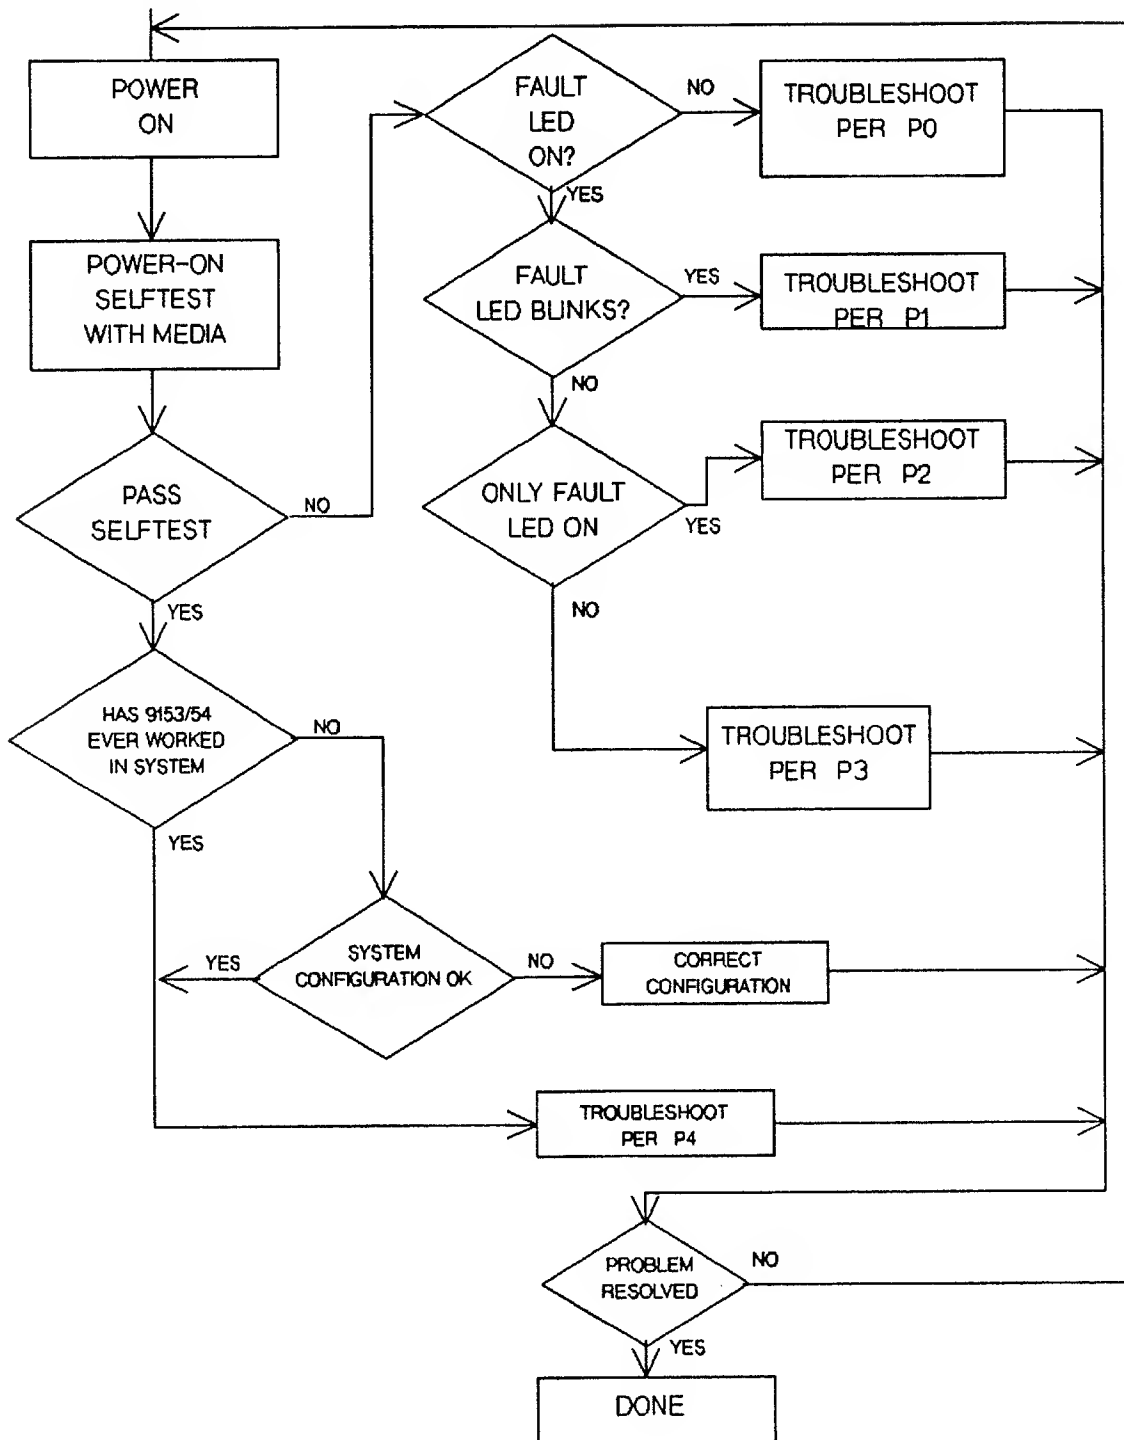 POWER
ON
POWER-ON
SELFTEST
WITH MEDIA
PASS
SELFTEST
NO
YES
HAS 9153/54
EVER WORKED
IN SYSTEM
NO
YES
SYSTEM
CONFIGURATION OK
YES
NO
CORRECT
CONFIGURATION
TROUBLESHOOT
PER P4
FAULT
LED
ON?
NO
TROUBLESHOOT
PER P0
YES
FAULT
LED BLINKS?
YES
TROUBLESHOOT
PER P1
NO
ONLY FAULT
LED ON
YES
TROUBLESHOOT
PER P2
NO
TROUBLESHOOT
PER P3
PROBLEM
RESOLVED
NO
YES
DONE